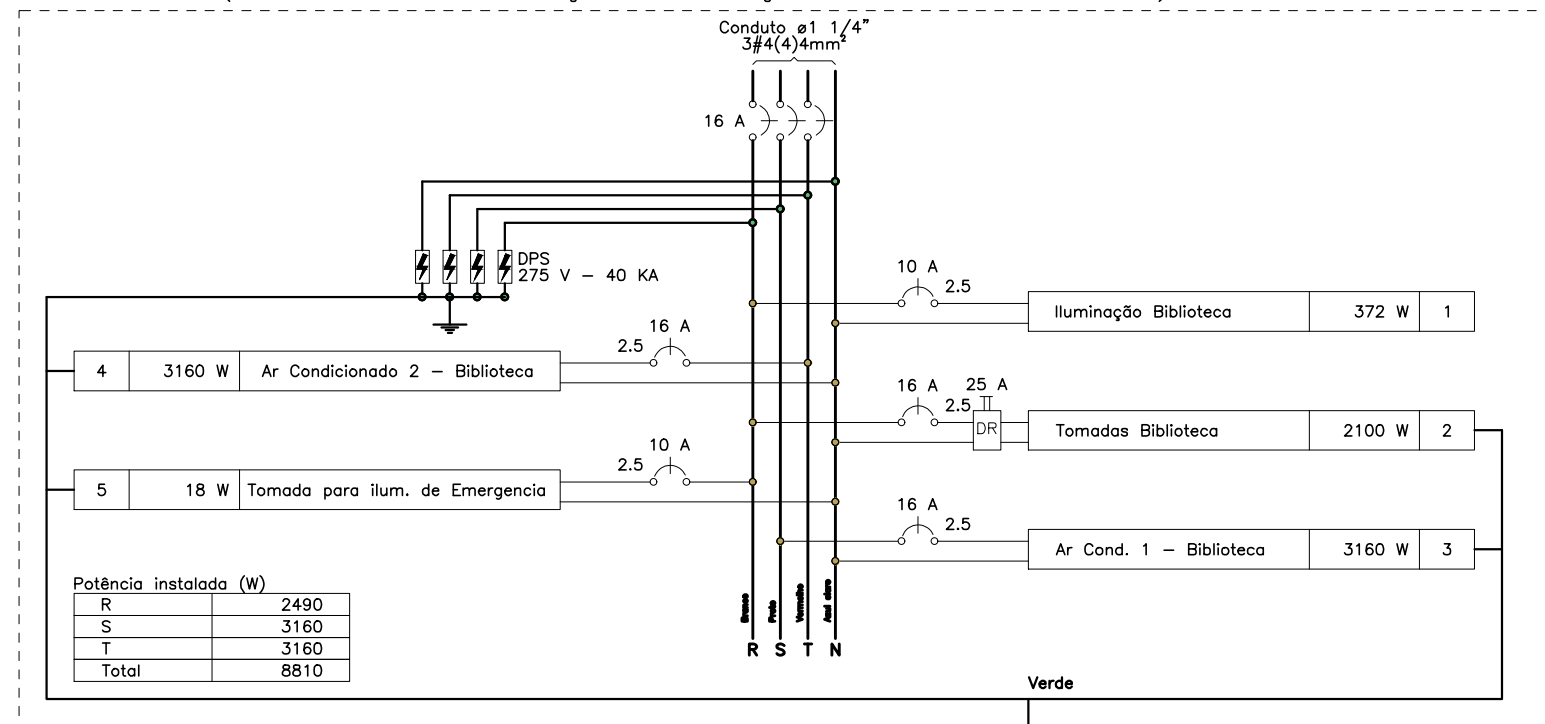 Conduto ø1 1/4"
3#4(4)4mm²
16 A
DPS
275 V – 40 KA
10 A
2.5
Iluminação Biblioteca 372 W 1
16 A
2.5
4 3160 W Ar Condicionado 2 – Biblioteca
16 A 25 A
2.5
DR
Tomadas Biblioteca 2100 W 2
10 A
2.5
5 18 W Tomada para ilum. de Emergencia
16 A
2.5
Ar Cond. 1 – Biblioteca 3160 W 3
Potência instalada (W)
R 2490
S 3160
T 3160
Total 8810
Branco
Preto
Vermelho
Azul claro
R S T N
Verde